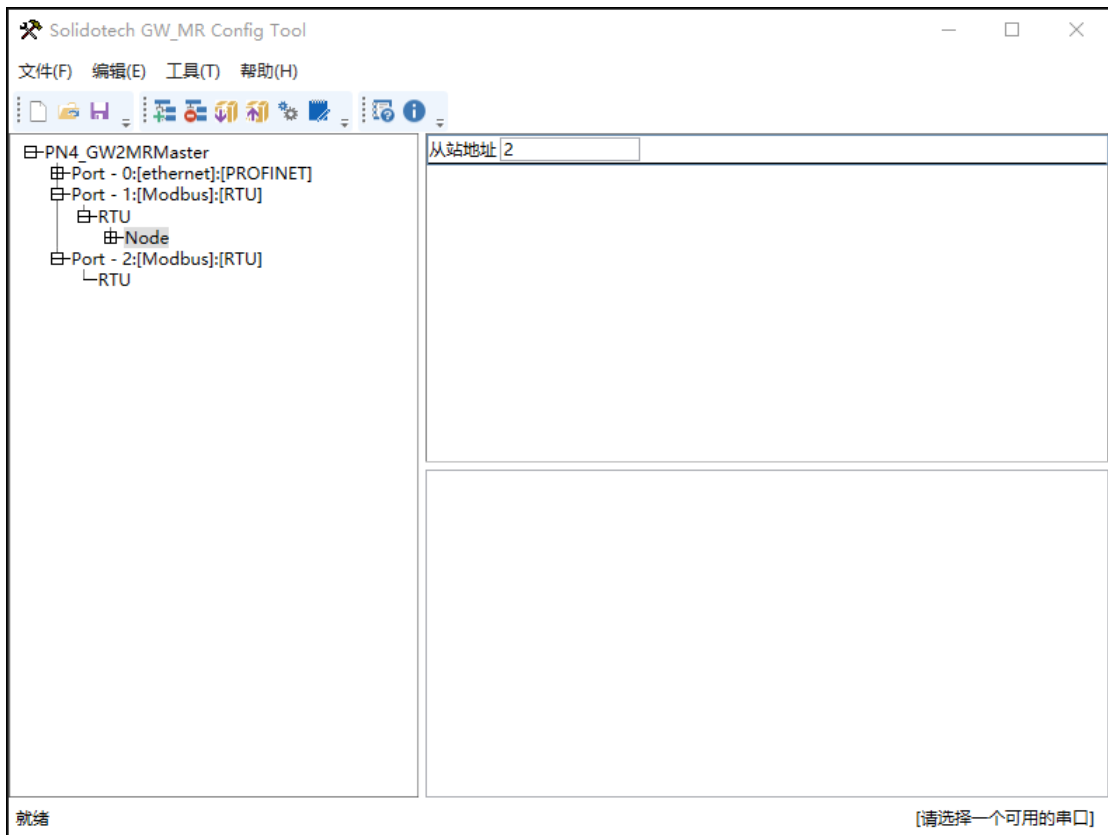 Solidotech GW_MR Config Tool
文件(F) 编辑(E) 工具(T) 帮助(H)
PN4_GW2MRMaster
Port - 0:[ethernet]:[PROFINET]
Port - 1:[Modbus]:[RTU]
RTU
Node
Port - 2:[Modbus]:[RTU]
RTU
从站地址 2
就绪
[请选择一个可用的串口]